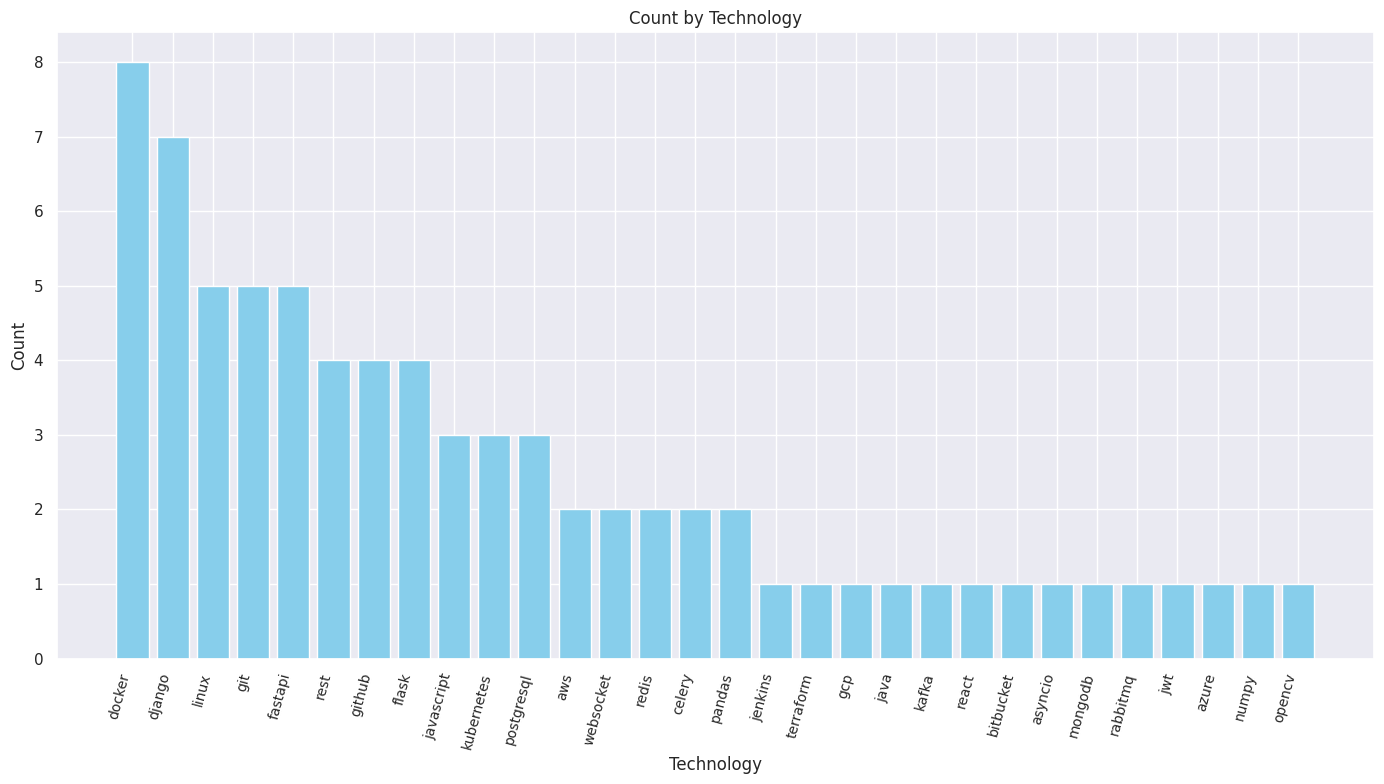 Count by Technology
Count
8
7
6
5
4
3
2
1
0
docker
django
linux
git
fastapi
rest
github
flask
javascript
kubernetes
postgresql
aws
websocket
redis
celery
pandas
jenkins
terraform
gcp
java
kafka
react
bitbucket
asyncio
mongodb
rabbitmq
jwt
azure
numpy
opencv
Technology